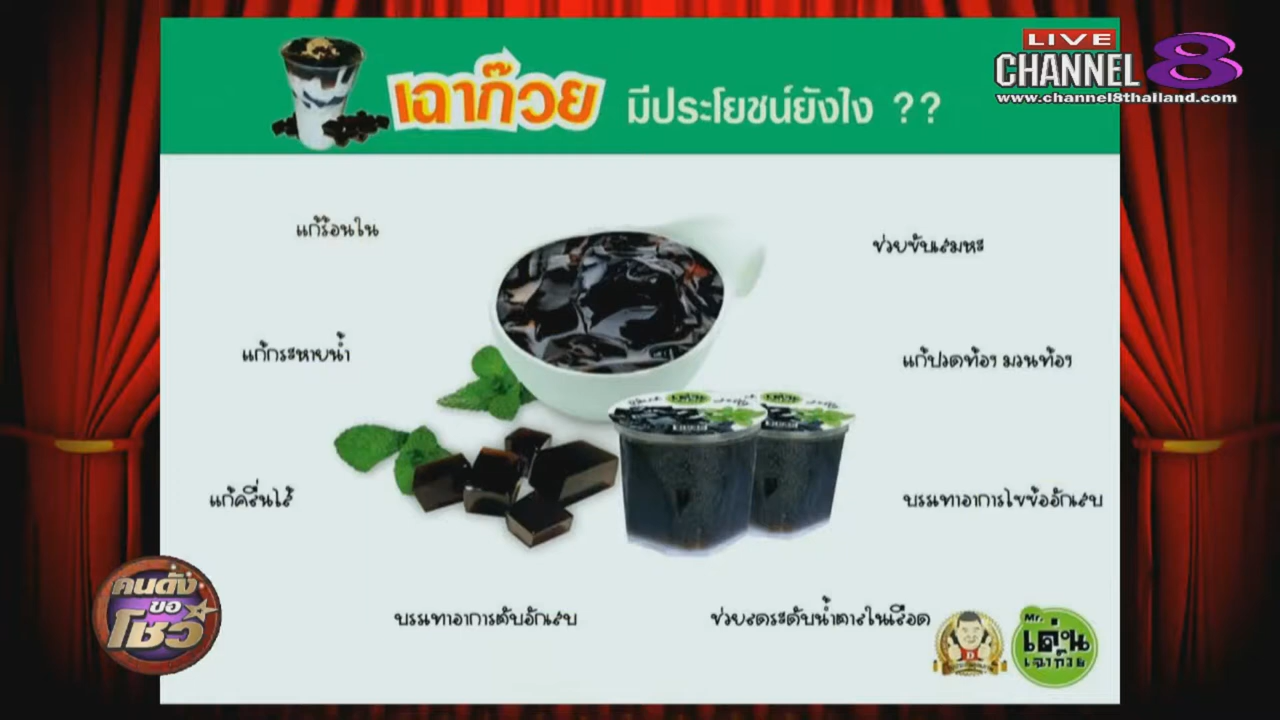 LIVE
CHANNEL 8
www.channel8thailand.com
เฉาก๊วย มีประโยชน์ยังไง ??
แก้ร้อนใน
ช่วยขับเสมหะ
แก้กระหายน้ำ
แก้ปวดท้อง มวนท้อง
แก้คลื่นไส้
บรรเทาอาการไขข้ออักเสบ
บรรเทาอาการตับอักเสบ
ช่วยลดระดับน้ำตาลในเลือด
คนดัง
ขอ
โชว์
Mr.
เด่น
เฉาก๊วย